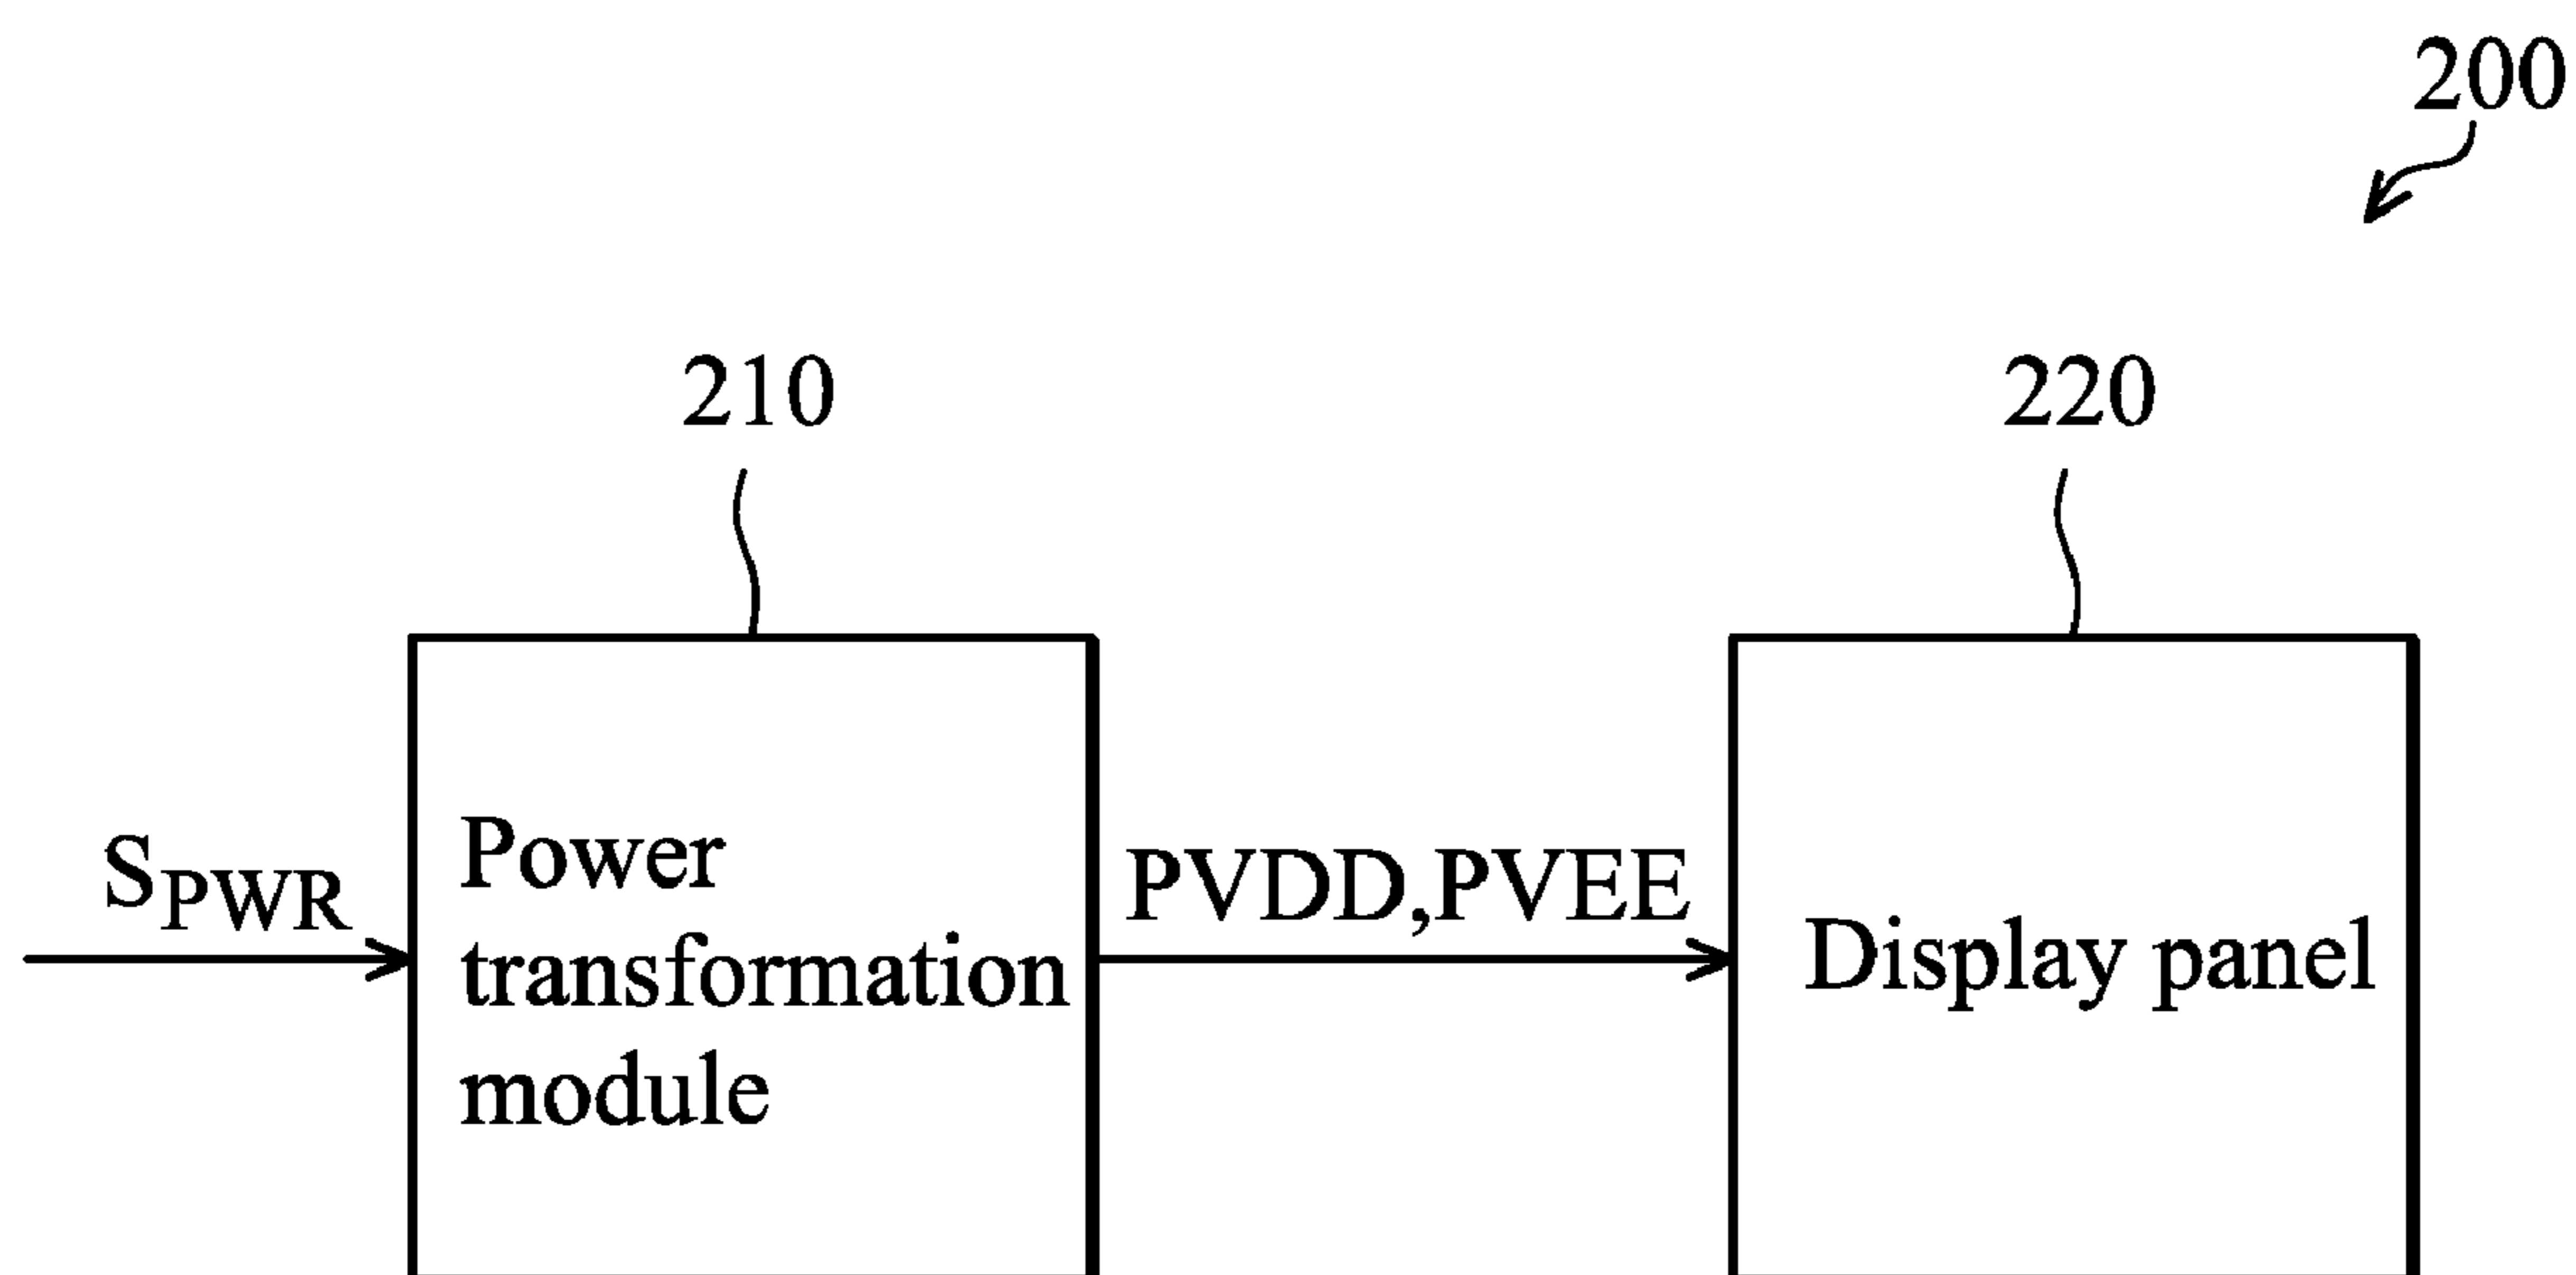 200
210
220
SPWR
Power
transformation
module
PVDD,PVEE
Display panel